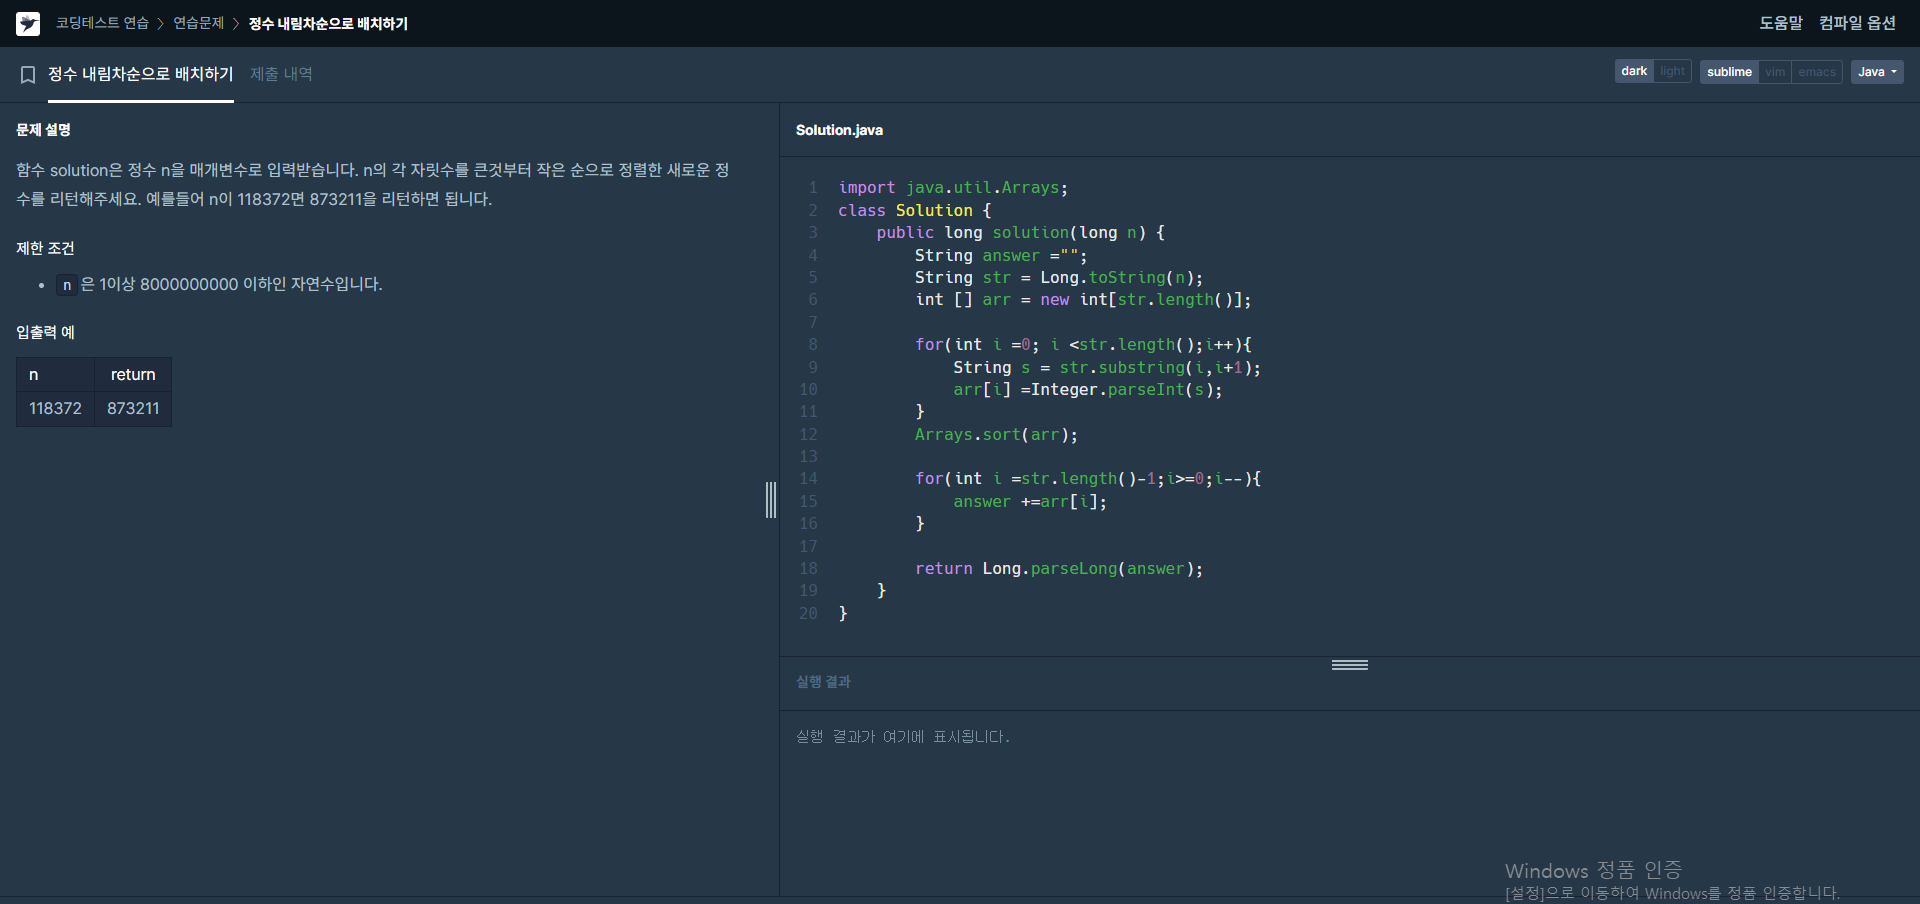 코딩테스트 연습 > 연습문제 > 정수 내림차순으로 배치하기
도움말 컴파일 옵션
정수 내림차순으로 배치하기 제출 내역
dark light sublime vim emacs Java
문제 설명
함수 solution은 정수 n을 매개변수로 입력받습니다. n의 각 자릿수를 큰것부터 작은 순으로 정렬한 새로운 정
수를 리턴해주세요. 예를들어 n이 118372면 873211을 리턴하면 됩니다.
제한 조건
• n 은 1이상 8000000000 이하인 자연수입니다.
입출력 예
n return
118372 873211
Solution.java
1 import java.util.Arrays;
2 class Solution {
3     public long solution(long n) {
4         String answer ="";
5         String str = Long.toString(n);
6         int [] arr = new int[str.length()];
7
8         for(int i =0; i <str.length();i++){
9             String s = str.substring(i,i+1);
10             arr[i] =Integer.parseInt(s);
11         }
12         Arrays.sort(arr);
13
14         for(int i =str.length()-1;i>=0;i--){
15             answer +=arr[i];
16         }
17
18         return Long.parseLong(answer);
19     }
20 }
실행 결과
실행 결과가 여기에 표시됩니다.
Windows 정품 인증
[설정]으로 이동하여 Windows를 정품 인증합니다.